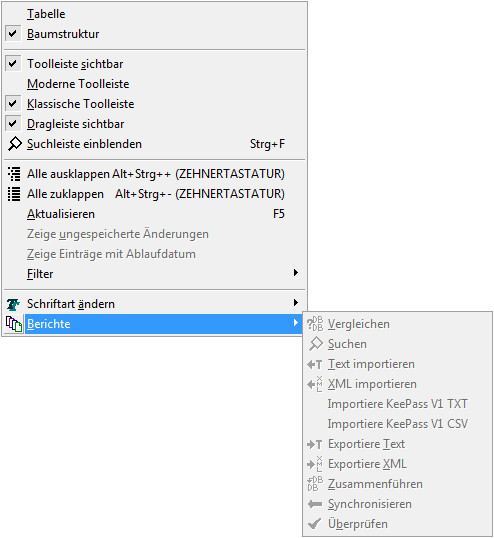 Tabelle
Baumstruktur
Toolleiste sichtbar
Moderne Toolleiste
Klassische Toolleiste
Dragleiste sichtbar
Suchleiste einblenden Strg+F
Alle ausklappen Alt+Strg++ (ZEHNERTASTATUR)
Alle zuklappen Alt+Strg+- (ZEHNERTASTATUR)
Aktualisieren F5
Zeige ungespeicherte Änderungen
Zeige Einträge mit Ablaufdatum
Filter
Schriftart ändern
Berichte
Vergleichen
Suchen
Text importieren
XML importieren
Importiere KeePass V1 TXT
Importiere KeePass V1 CSV
Exportiere Text
Exportiere XML
Zusammenführen
Synchronisieren
Überprüfen